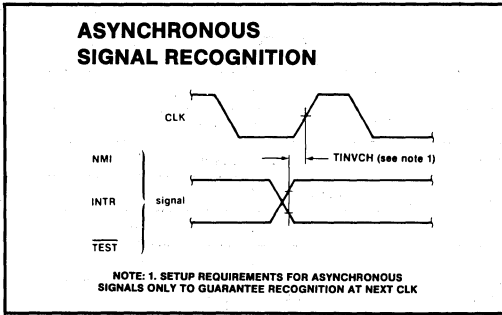 ASYNCHRONOUS
SIGNAL RECOGNITION
CLK
TINVCH (see note 1)
NMI
INTR
signal
TEST
NOTE: 1. SETUP REQUIREMENTS FOR ASYNCHRONOUS
SIGNALS ONLY TO GUARANTEE RECOGNITION AT NEXT CLK